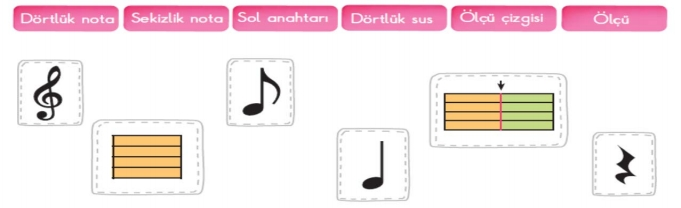 Dörtlük nota Sekizlik nota Sol anahtarı Dörtlük sus Ölçü çizgisi Ölçü